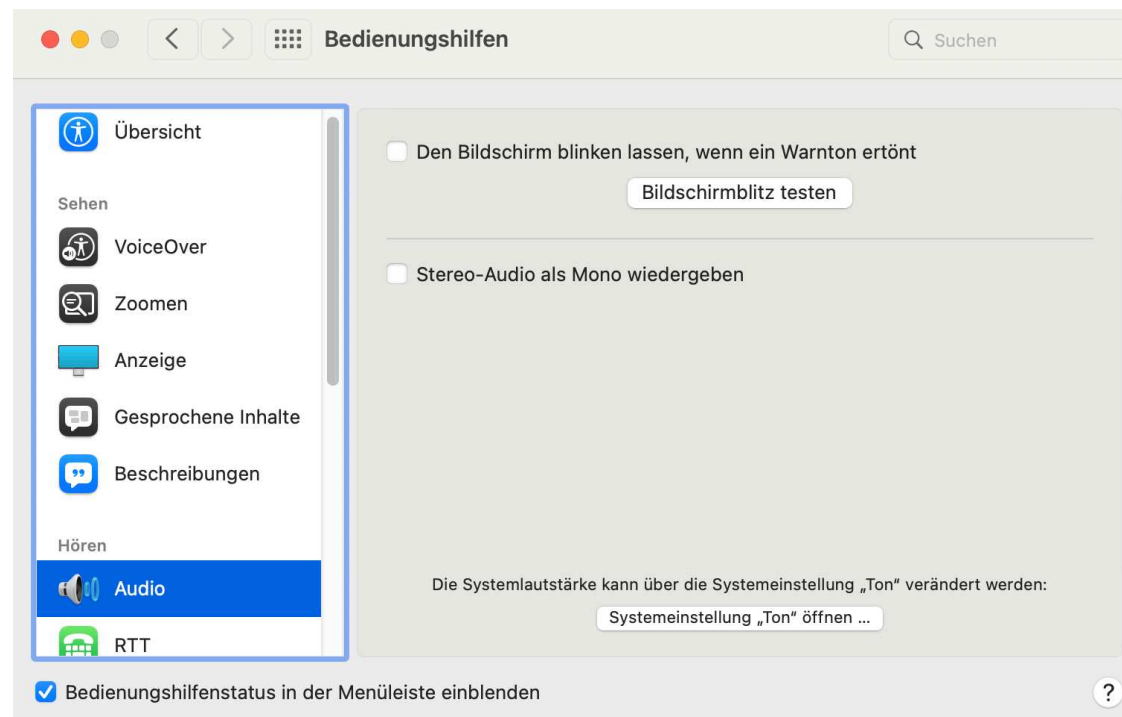 Bedienungshilfen
Suchen
Übersicht
Sehen
VoiceOver
Zoomen
Anzeige
Gesprochene Inhalte
Beschreibungen
Hören
Audio
RTT
Den Bildschirm blinken lassen, wenn ein Warnton ertönt
Bildschirmblitz testen
Stereo-Audio als Mono wiedergeben
Die Systemlautstärke kann über die Systemeinstellung „Ton“ verändert werden:
Systemeinstellung „Ton“ öffnen ...
Bedienungshilfenstatus in der Menüleiste einblenden
?